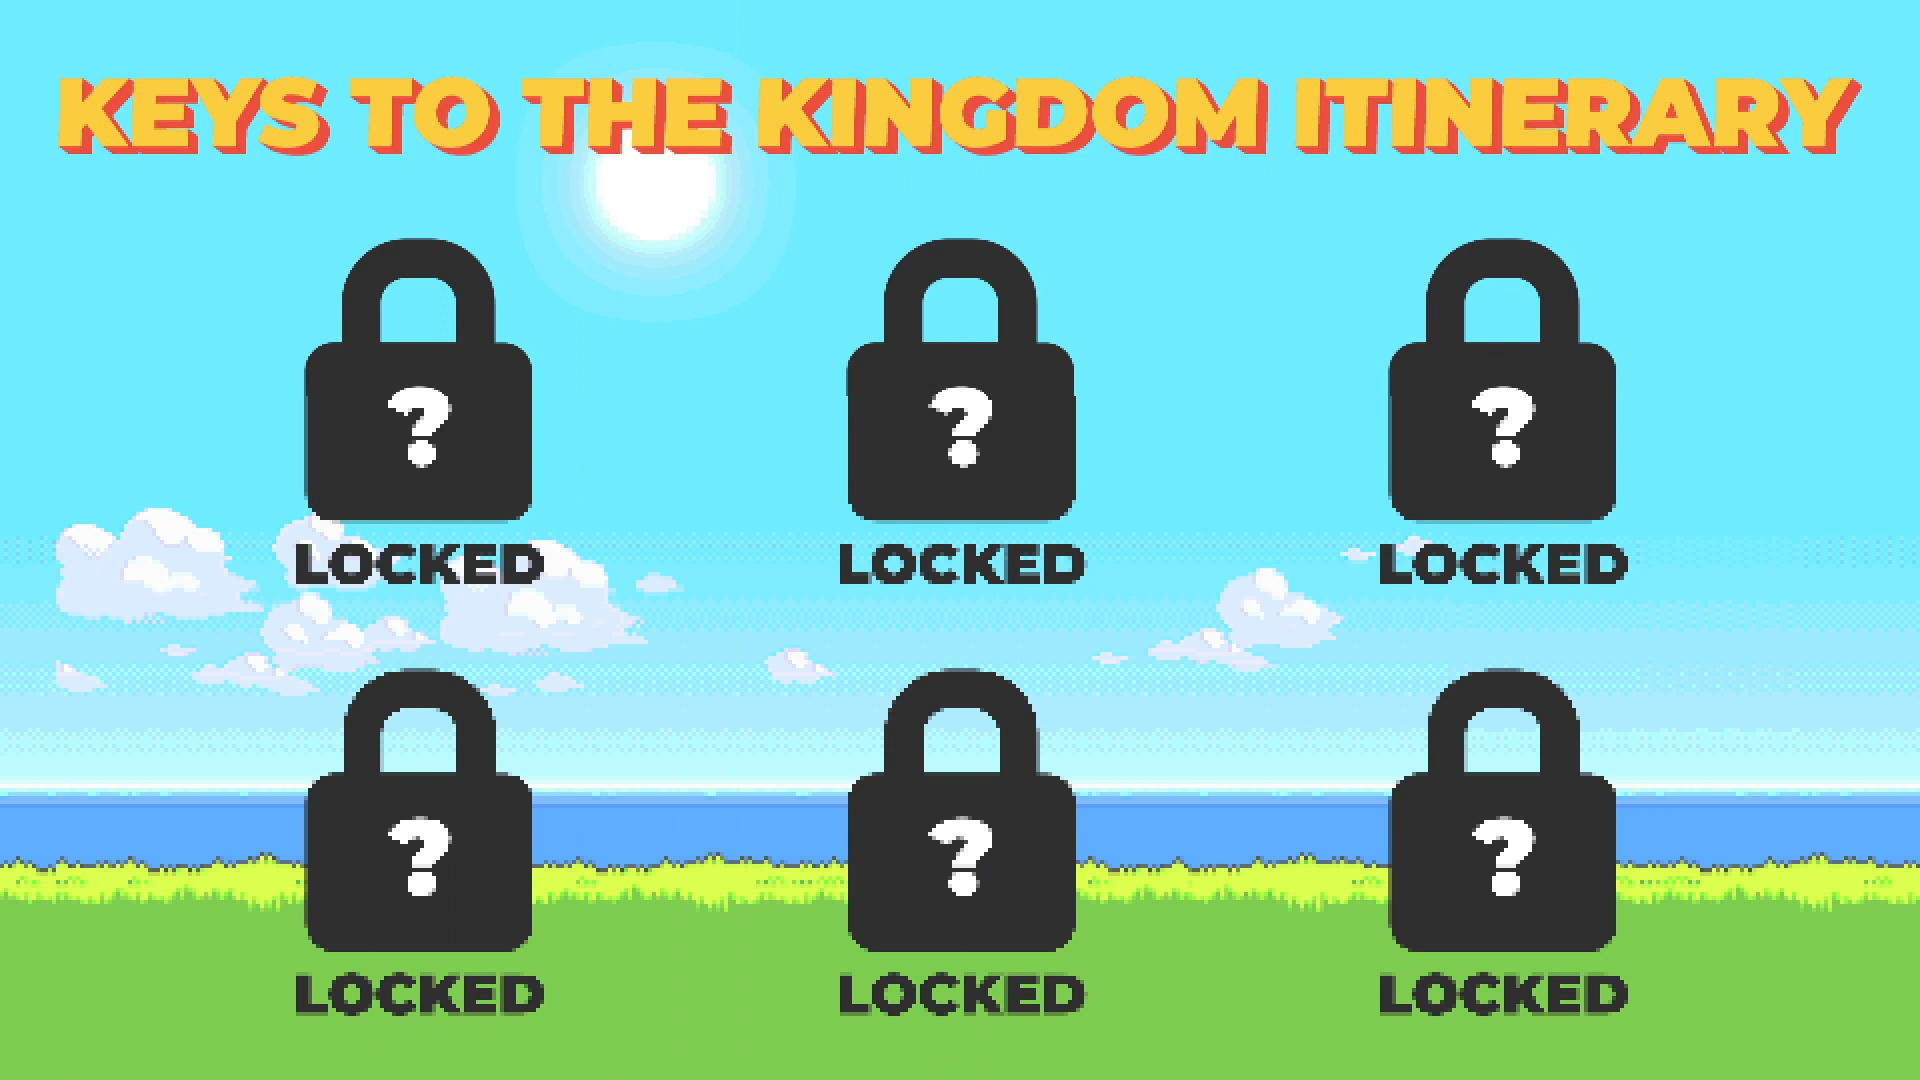 KEYS TO THE KINGDOM ITINERARY
? ? ?
LOCKED LOCKED LOCKED
? ? ?
LOCKED LOCKED LOCKED